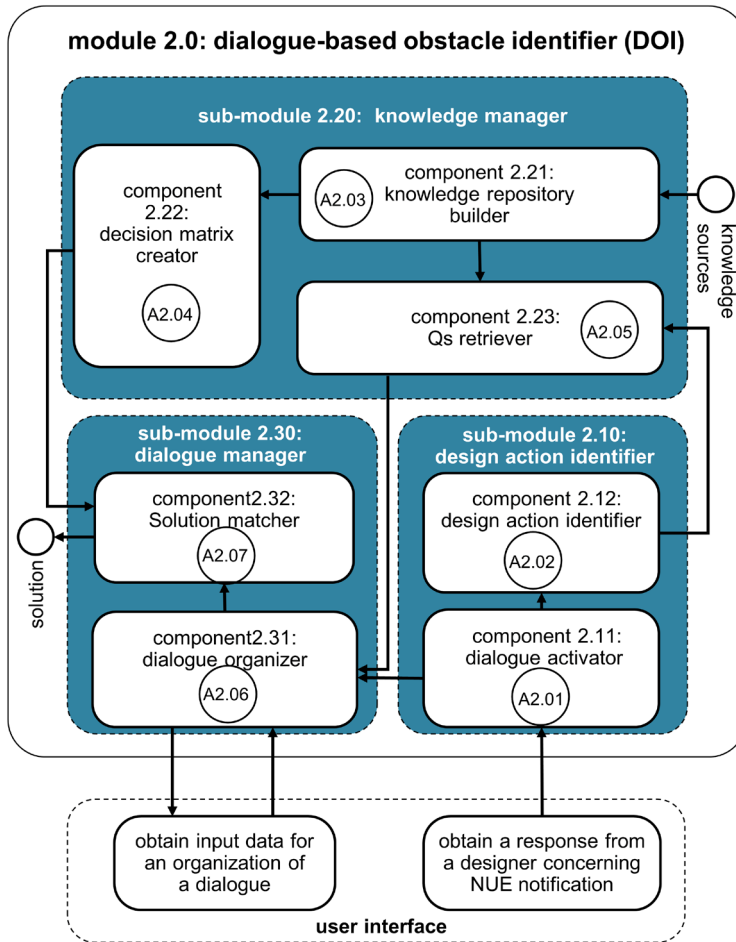 module 2.0: dialogue-based obstacle identifier (DOI)
sub-module 2.20: knowledge manager
component
2.22:
decision matrix
creator
A2.04
component 2.21:
knowledge repository
builder
A2.03
knowledge
sources
component 2.23:
Qs retriever
A2.05
sub-module 2.30:
dialogue manager
component2.32:
Solution matcher
A2.07
solution
component2.31:
dialogue organizer
A2.06
sub-module 2.10:
design action identifier
component 2.12:
design action identifier
A2.02
component 2.11:
dialogue activator
A2.01
obtain input data for
an organization of
a dialogue
obtain a response from
a designer concerning
NUE notification
user interface